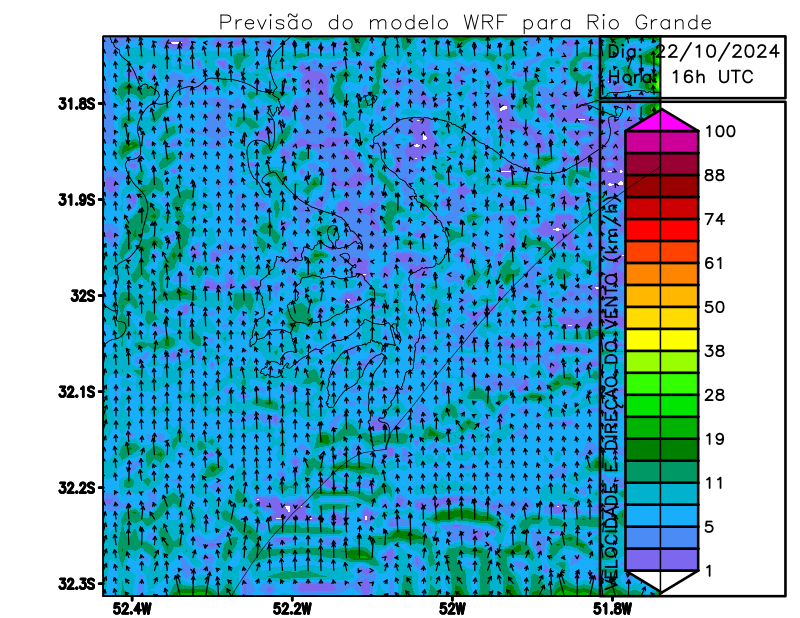 Previsão do modelo WRF para Rio Grande
Dia: 22/10/2024
Hora: 16h UTC
31.8S
31.9S
32S
32.1S
32.2S
32.3S
52.4W
52.2W
52W
51.8W
VELOCIDADE E DIREÇÃO DO VENTO (km/h)
100
88
74
61
50
38
28
19
11
5
1